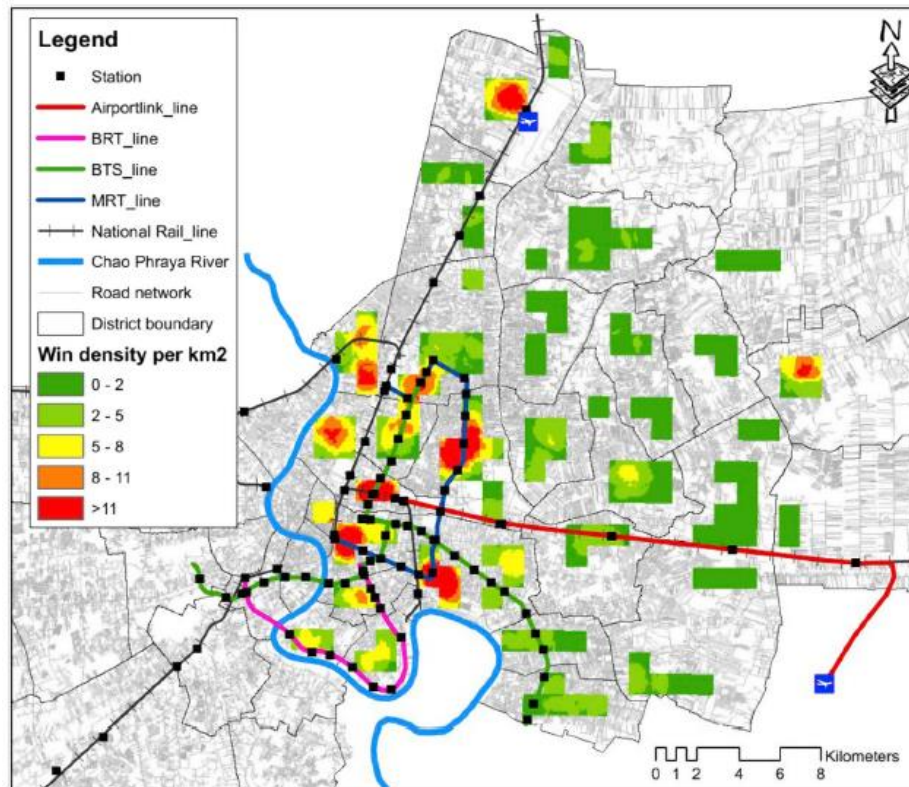 Legend
Station
Airportlink_line
BRT_line
BTS_line
MRT_line
National Rail_line
Chao Phraya River
Road network
District boundary
Win density per km2
0 - 2
2 - 5
5 - 8
8 - 11
>11
N
Kilometers
0 1 2 4 6 8